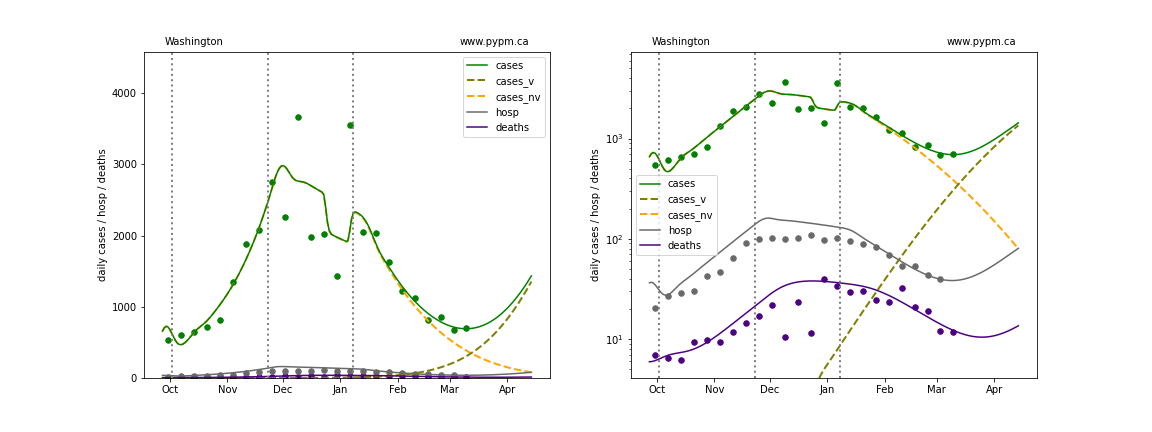 Washington www.pypm.ca
daily cases / hosp / deaths
4000
3000
2000
1000
0
cases
cases_v
cases_nv
hosp
deaths
Oct Nov Dec Jan Feb Mar Apr
Washington www.pypm.ca
daily cases / hosp / deaths
10³
10²
10¹
cases
cases_v
cases_nv
hosp
deaths
Oct Nov Dec Jan Feb Mar Apr